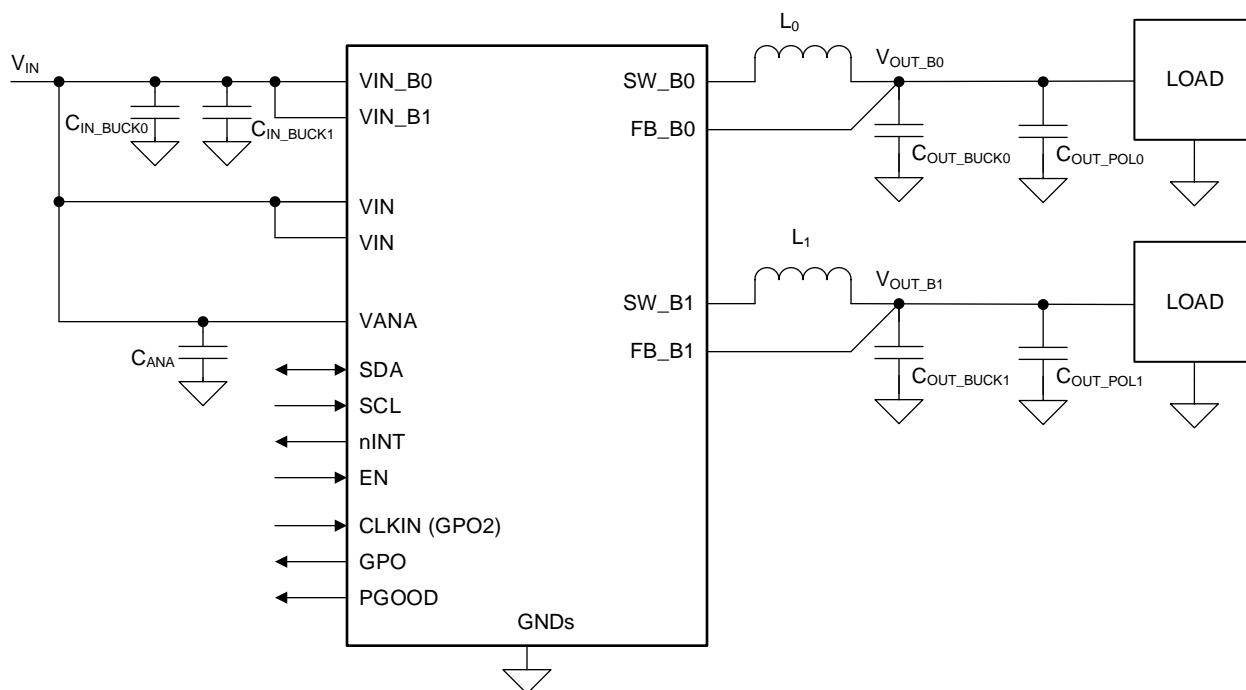 V_IN
C_IN_BUCK0
C_IN_BUCK1
C_ANA
VIN_B0
VIN_B1
VIN
VIN
VANA
SDA
SCL
nINT
EN
CLKIN (GPO2)
GPO
PGOOD
GNDs
SW_B0
FB_B0
SW_B1
FB_B1
L_0
V_OUT_B0
C_OUT_BUCK0
C_OUT_POL0
LOAD
L_1
V_OUT_B1
C_OUT_BUCK1
C_OUT_POL1
LOAD